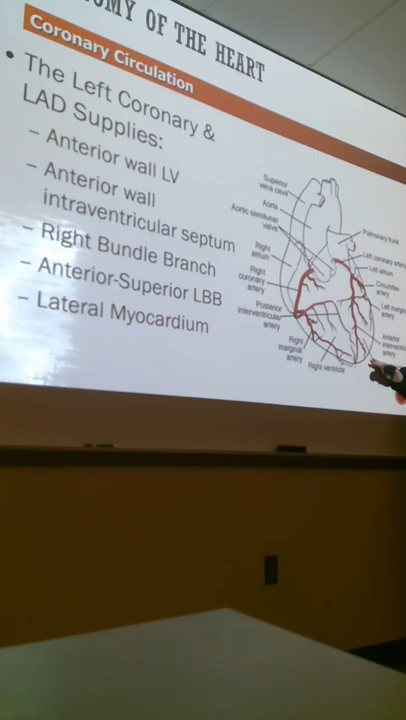 OMY OF THE HEART
Coronary Circulation
• The Left Coronary &
LAD Supplies:
– Anterior wall LV
– Anterior wall
intraventricular septum
– Right Bundle Branch
– Anterior-Superior LBB
– Lateral Myocardium
Superior
vena cava
Aorta
Aortic semilunar
valve
Right
atrium
Right
coronary
artery
Posterior
interventricular
artery
Right
marginal
artery
Right ventricle
Pulmonary trunk
Left coronary artery
Left atrium
Circumflex
artery
Left margin
artery
Anterior
interventri
artery